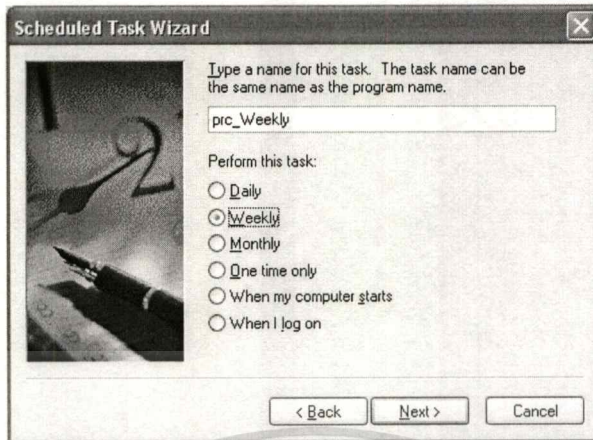 Scheduled Task Wizard
Type a name for this task. The task name can be
the same name as the program name.
prc_Weekly
Perform this task:
Daily
Weekly
Monthly
One time only
When my computer starts
When I log on
< Back
Next >
Cancel
2